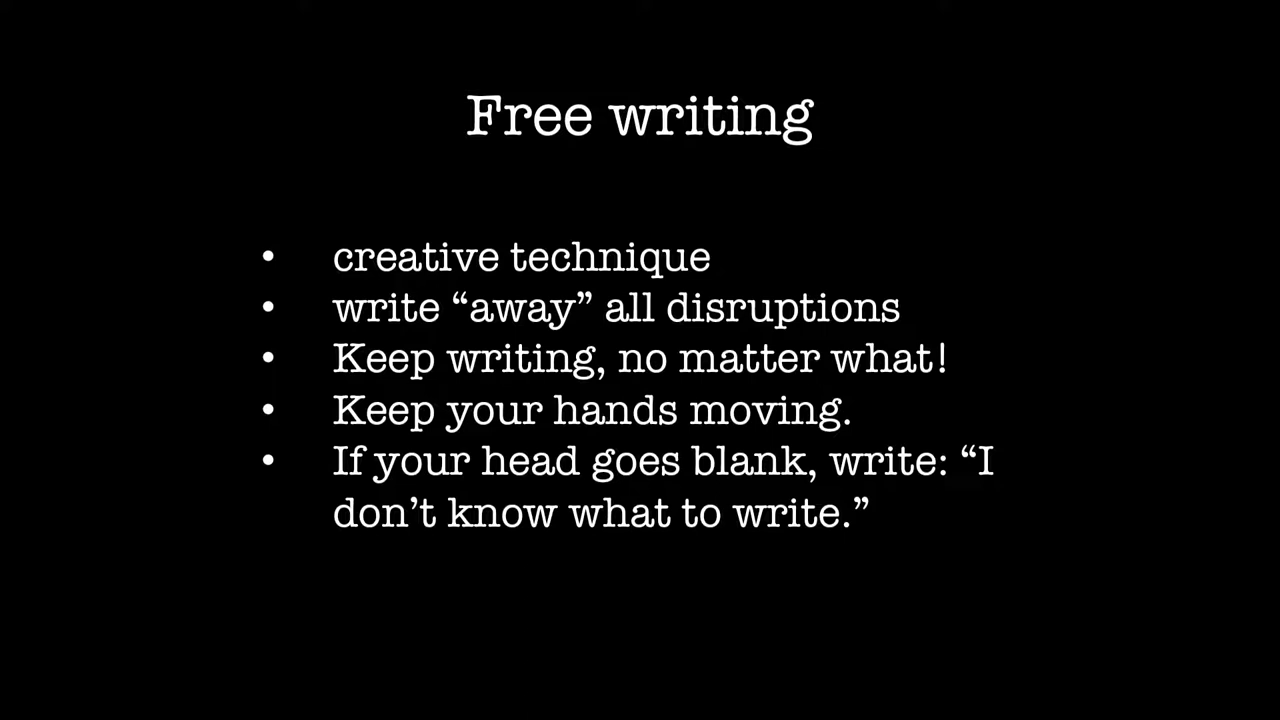 Free writing
• creative technique
• write “away” all disruptions
• Keep writing, no matter what!
• Keep your hands moving.
• If your head goes blank, write: “I
don’t know what to write.”